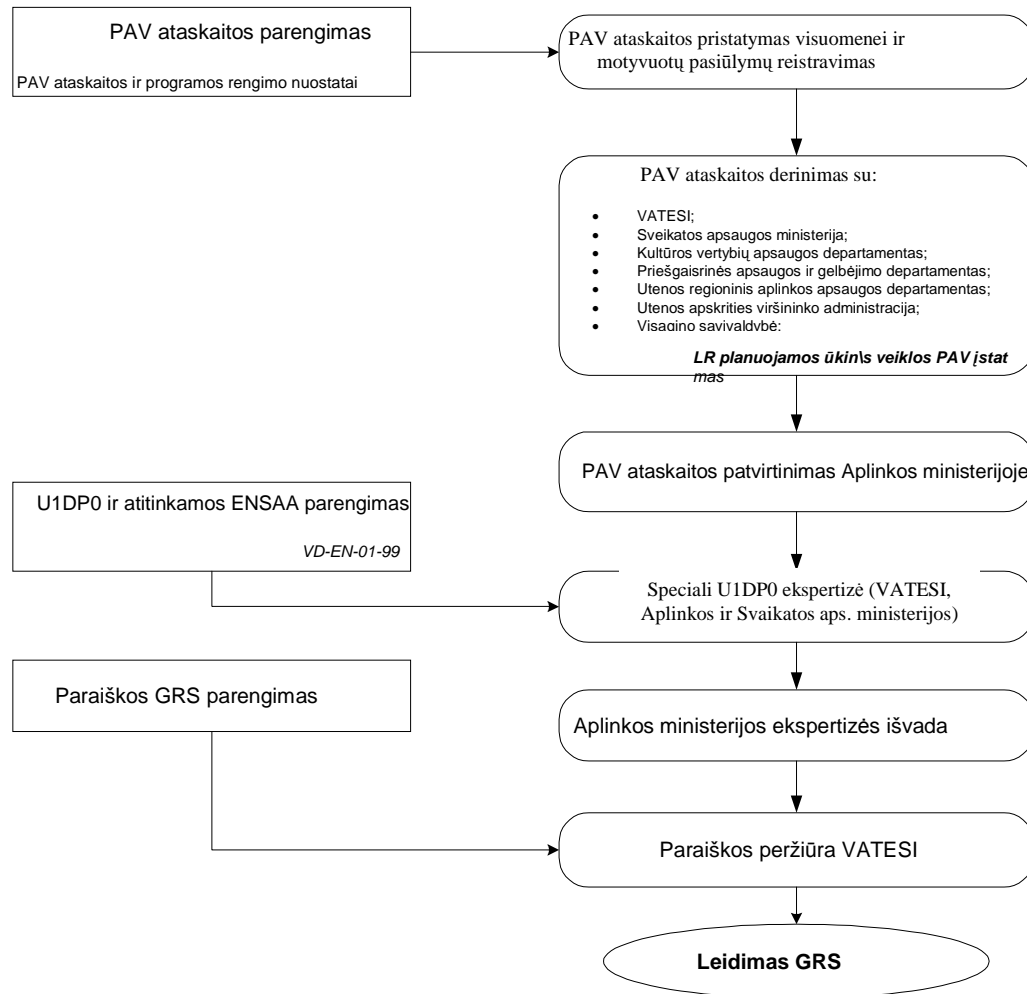 PAV ataskaitos parengimas
PAV ataskaitos ir programos rengimo nuostatai
PAV ataskaitos pristatymas visuomenei ir
motyvuotų pasiūlymų reistravimas
PAV ataskaitos derinimas su:
• VATESI;
• Sveikatos apsaugos ministerija;
• Kultūros vertybių apsaugos departamentas;
• Priešgaisrinės apsaugos ir gelbėjimo departamentas;
• Utenos regioninis aplinkos apsaugos departamentas;
• Utenos apskrities viršininko administracija;
• Visagino savivaldybė;
LR planuojamos ūkin\s veiklos PAV įstat
mas
PAV ataskaitos patvirtinimas Aplinkos ministerijoje
U1DP0 ir atitinkamos ENSAA parengimas
VD-EN-01-99
Speciali U1DP0 ekspertizė (VATESI,
Aplinkos ir Svaikatos aps. ministerijos)
Paraiškos GRS parengimas
Aplinkos ministerijos ekspertizės išvada
Paraiškos peržiūra VATESI
Leidimas GRS